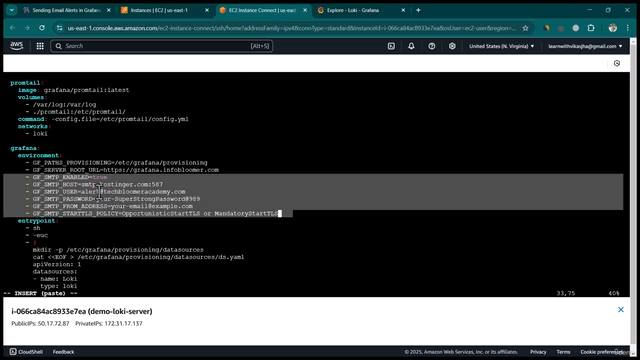 Sending Email Alerts in Grafana
Instances | EC2 | us-east-1
EC2 Instance Connect | us-eas
Explore - Loki - Grafana
us-east-1.console.aws.amazon.com/ec2-instance-connect/ssh/home?addressFamily=ipv4&connType=standard&instanceId=i-066ca84ac8933e7ea&osUser=ec2-user&region=
aws
Search
[Alt+S]
United States (N. Virginia)
learnwithvikasjha@gmail.com
promtail:
image: grafana/promtail:latest
volumes:
- /var/log:/var/log
- ./promtail:/etc/promtail/
command: -config.file=/etc/promtail/config.yml
networks:
- loki
grafana:
environment:
- GF_PATHS_PROVISIONING=/etc/grafana/provisioning
- GF_SERVER_ROOT_URL=https://grafana.infobloomer.com
- GF_SMTP_ENABLED=true
- GF_SMTP_HOST=smtp.hostinger.com:587
- GF_SMTP_USER=alert@techbloomeracademy.com
- GF_SMTP_PASSWORD=Your-SuperStrongPassword@989
- GF_SMTP_FROM_ADDRESS=your-email@example.com
- GF_SMTP_STARTTLS_POLICY=OpportunisticStartTLS or MandatoryStartTLS
entrypoint:
- sh
- -euc
- |
mkdir -p /etc/grafana/provisioning/datasources
cat <<EOF > /etc/grafana/provisioning/datasources/ds.yaml
apiVersion: 1
datasources:
- name: Loki
type: loki
-- INSERT (paste) --
33,75
40%
i-066ca84ac8933e7ea (demo-loki-server)
PublicIPs: 50.17.72.87 PrivateIPs: 172.31.17.137
CloudShell
Feedback
© 2025, Amazon Web Services, Inc. or its affiliates.
Privacy
Terms
Cookie preferences